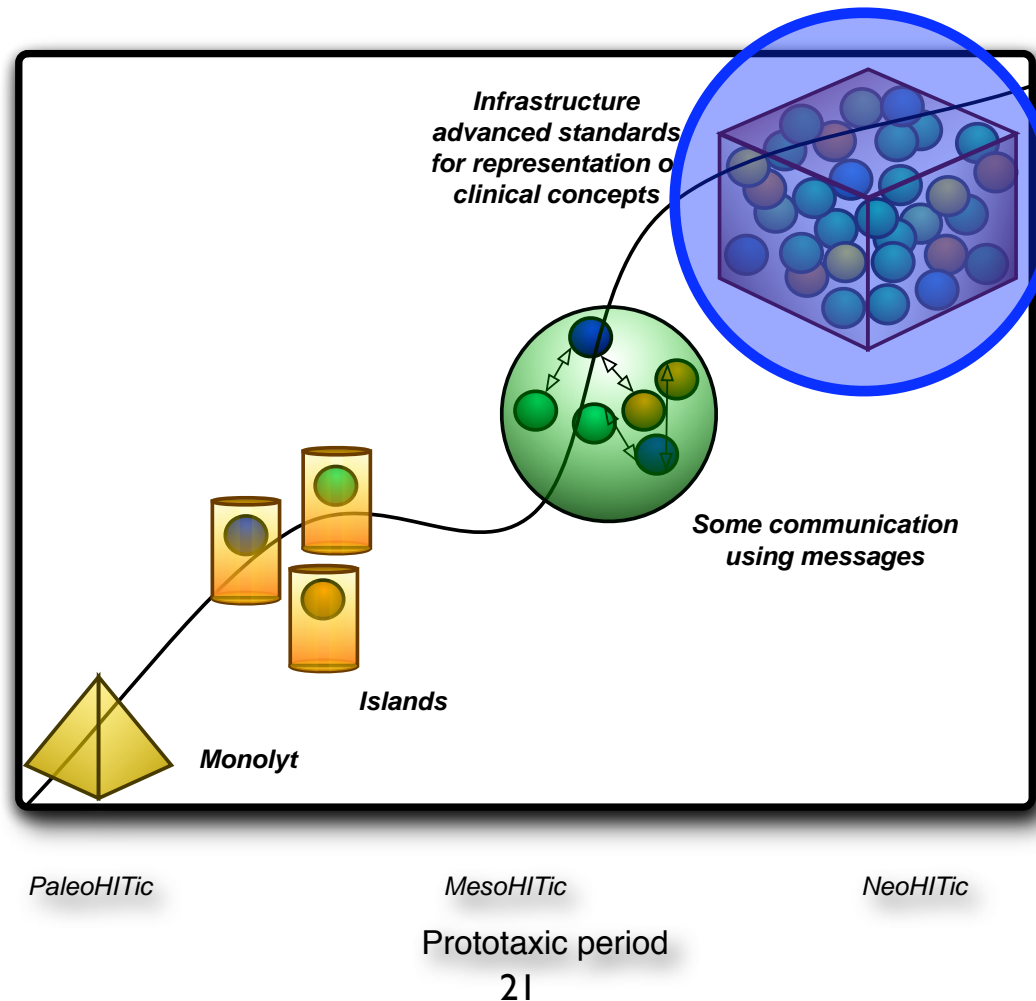 Infrastructure
advanced standards
for representation o
clinical concepts
Some communication
using messages
Islands
Monolyt
PaleoHITic
MesoHITic
NeoHITic
Prototaxic period
21